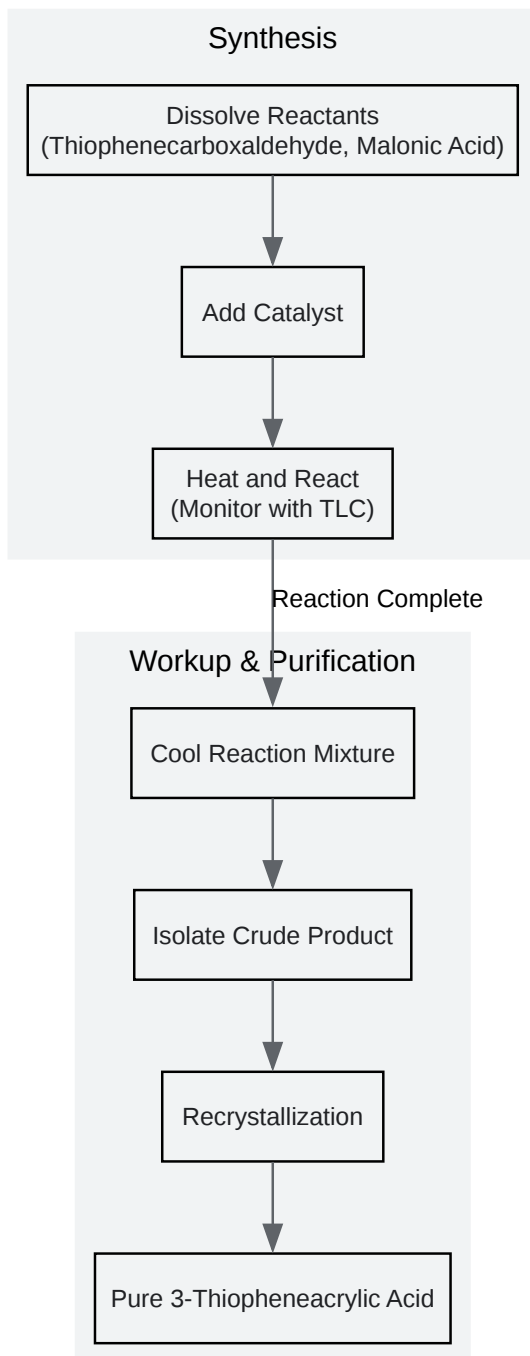 Synthesis
Dissolve Reactants
(Thiophenecarboxaldehyde, Malonic Acid)
Add Catalyst
Heat and React
(Monitor with TLC)
Reaction Complete
Workup & Purification
Cool Reaction Mixture
Isolate Crude Product
Recrystallization
Pure 3-Thiopheneacrylic Acid